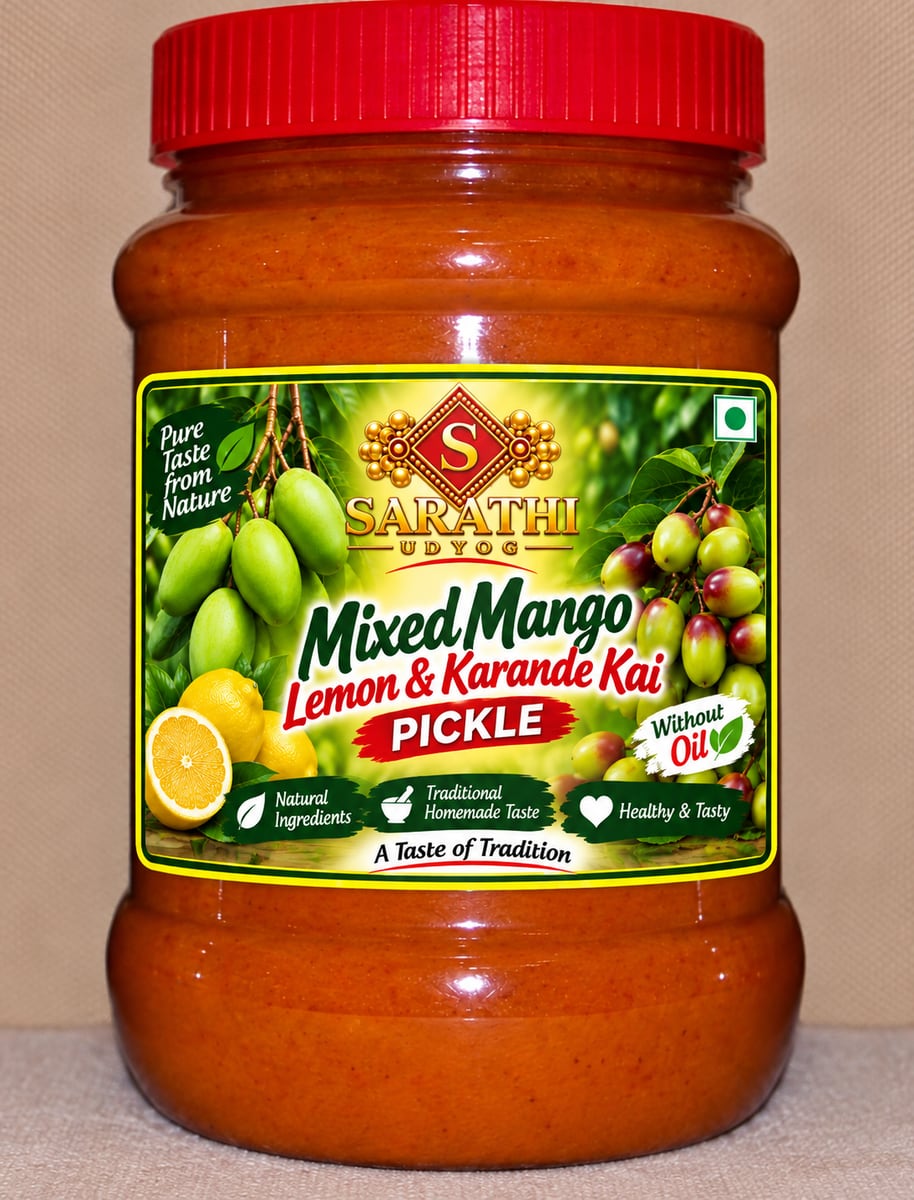 Pure
Taste
from
Nature
S
SARATHI
UDYOG
Mixed Mango
Lemon & Karande Kai
PICKLE
Without
Oil
Natural
Ingredients
Traditional
Homemade Taste
Healthy & Tasty
A Taste of Tradition